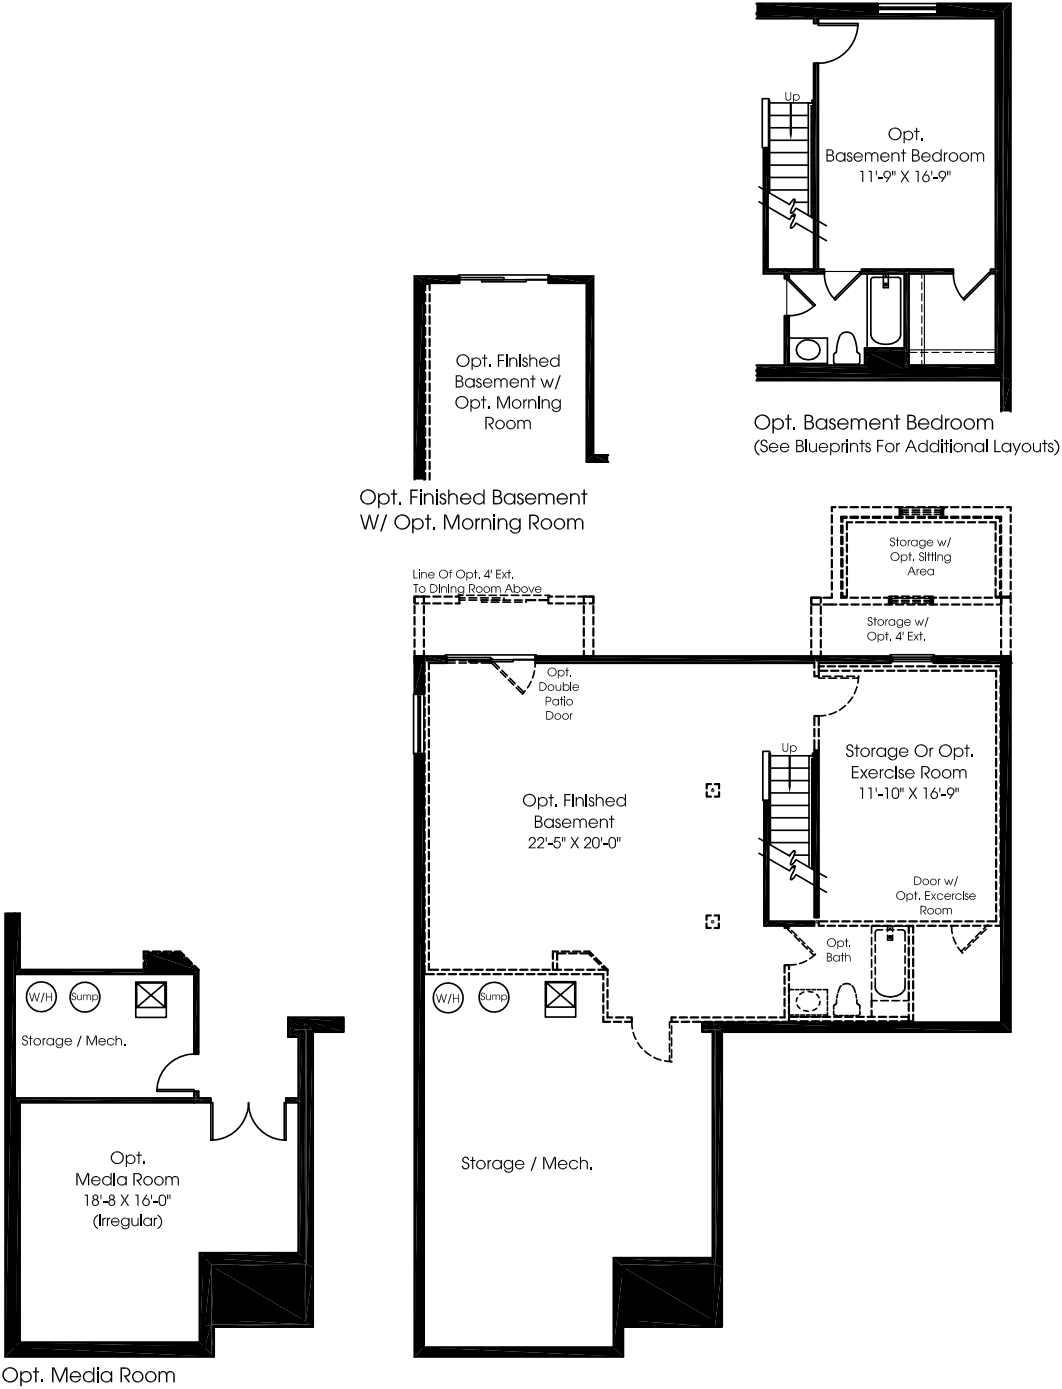 Up
Opt.
Basement Bedroom
11'-9" X 16'-9"
Opt. Basement Bedroom
(See Blueprints For Additional Layouts)
Opt. Finished
Basement w/
Opt. Morning
Room
Opt. Finished Basement
W/ Opt. Morning Room
Storage w/
Opt. Sitting
Area
Line Of Opt. 4' Ext.
To Dining Room Above
Storage w/
Opt. 4' Ext.
Opt.
Double
Patio
Door
Up
Storage Or Opt.
Exercise Room
11'-10" X 16'-9"
Opt. Finished
Basement
22'-5" X 20'-0"
Door w/
Opt. Excercise
Room
Opt.
Bath
W/H
Sump
Storage / Mech.
W/H
Sump
Storage / Mech.
Opt.
Media Room
18'-8 X 16'-0"
(Irregular)
Opt. Media Room